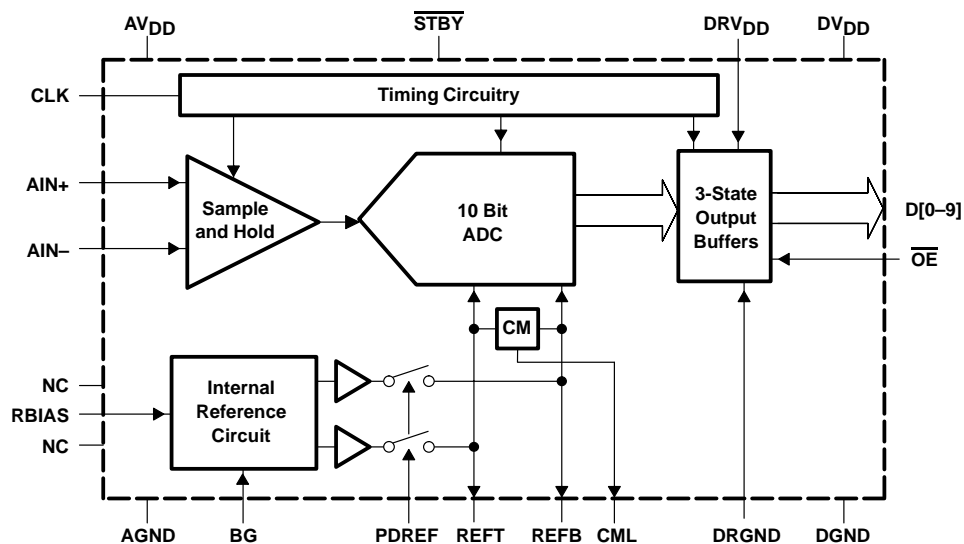 AVDD
STBY
DRVDD
DVDD
CLK
Timing Circuitry
AIN+
AIN–
Sample
and Hold
10 Bit
ADC
3-State
Output
Buffers
D[0–9]
OE
CM
NC
RBIAS
NC
Internal
Reference
Circuit
AGND
BG
PDREF
REFT
REFB
CML
DRGND
DGND